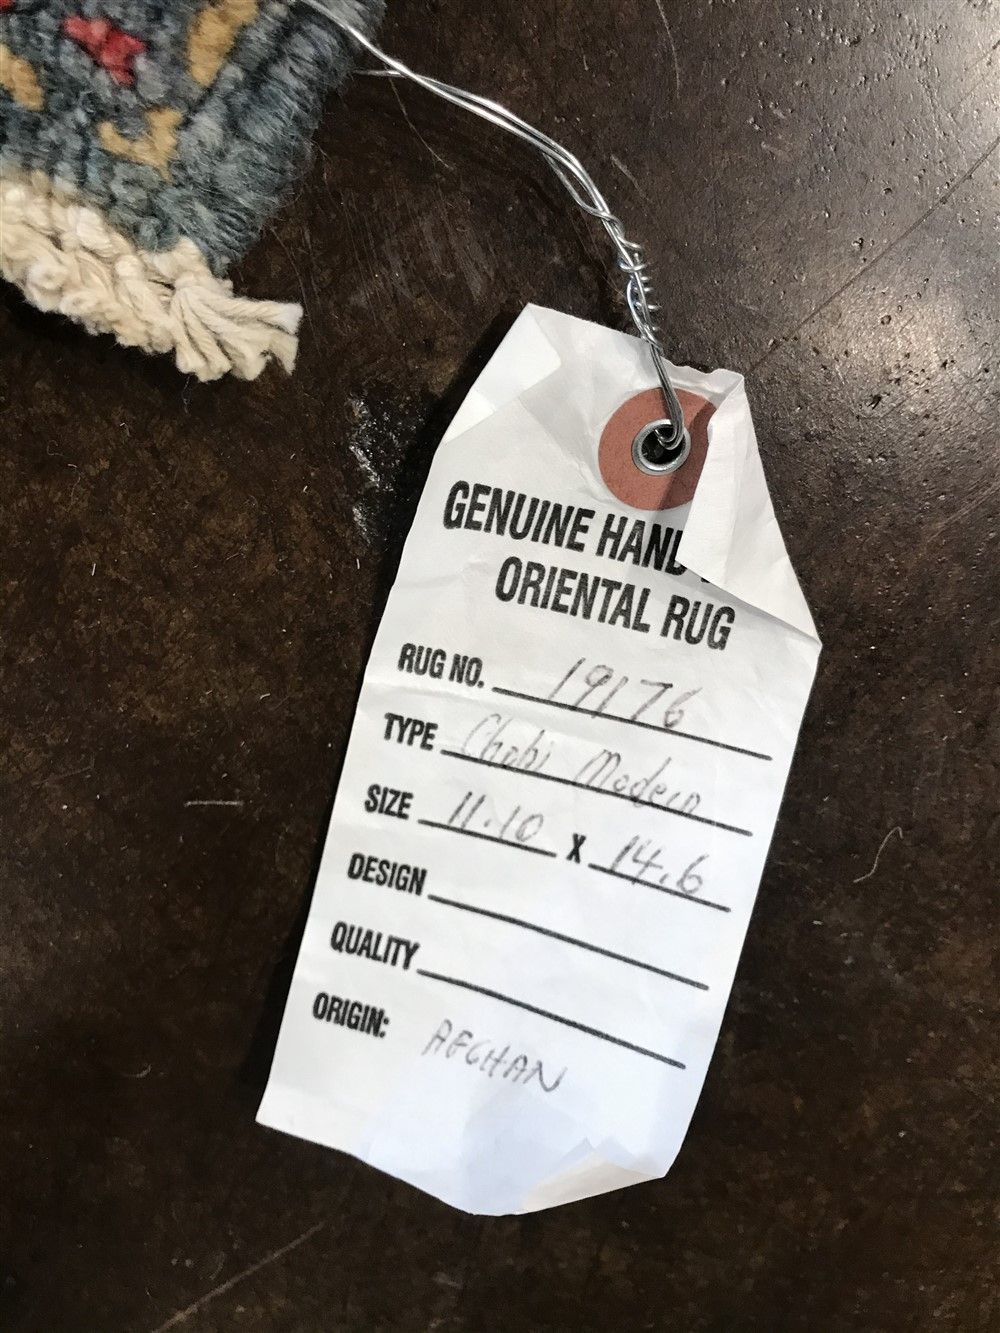 GENUINE HAND
ORIENTAL RUG
RUG NO. 19176
TYPE Chobi Modern
SIZE 11.10 X 14.6
DESIGN
QUALITY
ORIGIN: AFGHAN